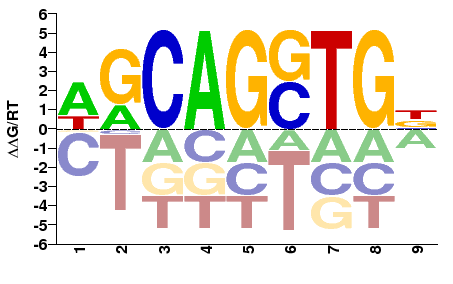 6
5
4
3
2
1
0
-1
-2
-3
-4
-5
-6
ΔΔG/RT
A G C A G G T G T
T A C G
C T A C A A A A A
G G C T C C
T T T G T
1 2 3 4 5 6 7 8 9